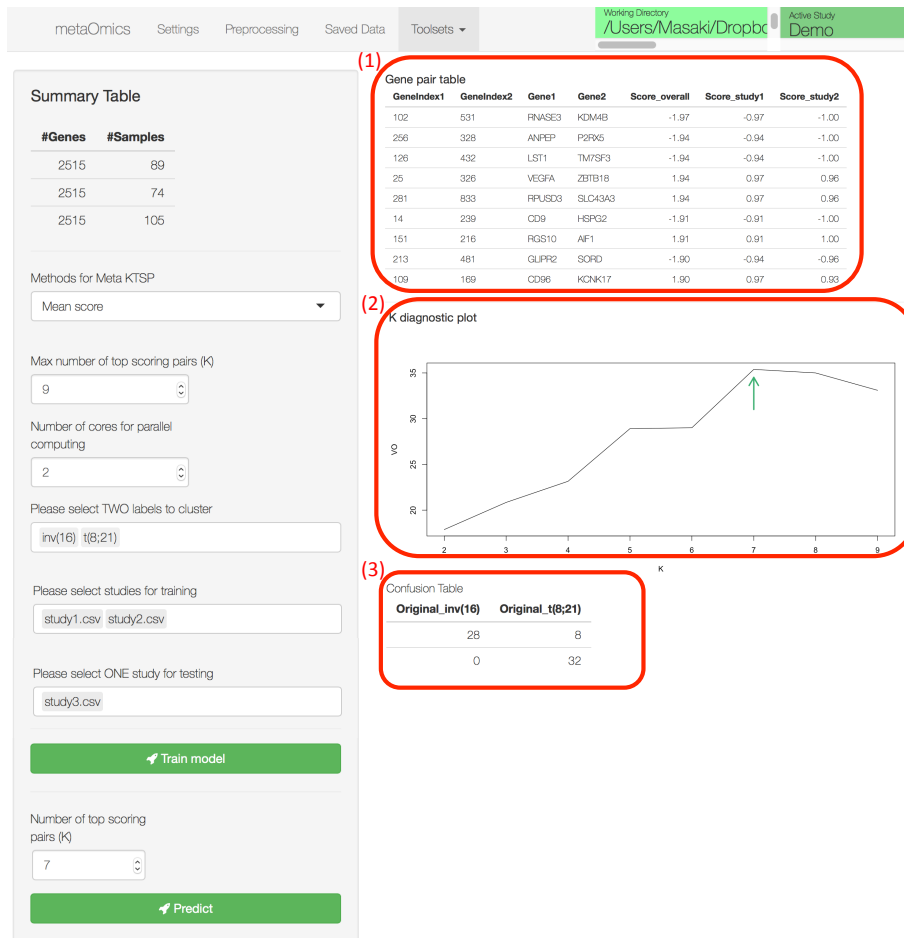 metaOmics Settings Preprocessing Saved Data Toolsets
Working Directory
/Users/Masaki/Dropbo
Active Study
Demo
Summary Table
#Genes #Samples
2515 89
2515 74
2515 105
Methods for Meta KTSP
Mean score
Max number of top scoring pairs (K)
9
Number of cores for parallel
computing
2
Please select TWO labels to cluster
inv(16) t(8;21)
Please select studies for training
study1.csv study2.csv
Please select ONE study for testing
study3.csv
Train model
Number of top scoring
pairs (K)
7
Predict
(1)
Gene pair table
GeneIndex1 GeneIndex2 Gene1 Gene2 Score_overall Score_study1 Score_study2
102 531 RNASE3 KDM4B -1.97 -0.97 -1.00
256 328 ANPEP P2RX5 -1.94 -0.94 -1.00
126 432 LST1 TM7SF3 -1.94 -0.94 -1.00
25 326 VEGFA ZBTB18 1.94 0.97 0.96
281 833 RPUSD3 SLC43A3 1.94 0.97 0.96
14 239 CD9 HSPG2 -1.91 -0.91 -1.00
151 216 RGS10 AIF1 1.91 0.91 1.00
213 481 GLIPR2 SORD -1.90 -0.94 -0.96
109 169 CD96 KCNK17 1.90 0.97 0.93
(2)
K diagnostic plot
35
30
25
20
VO
2 3 4 5 6 7 8 9
K
(3)
Confusion Table
Original_inv(16) Original_t(8;21)
28 8
0 32